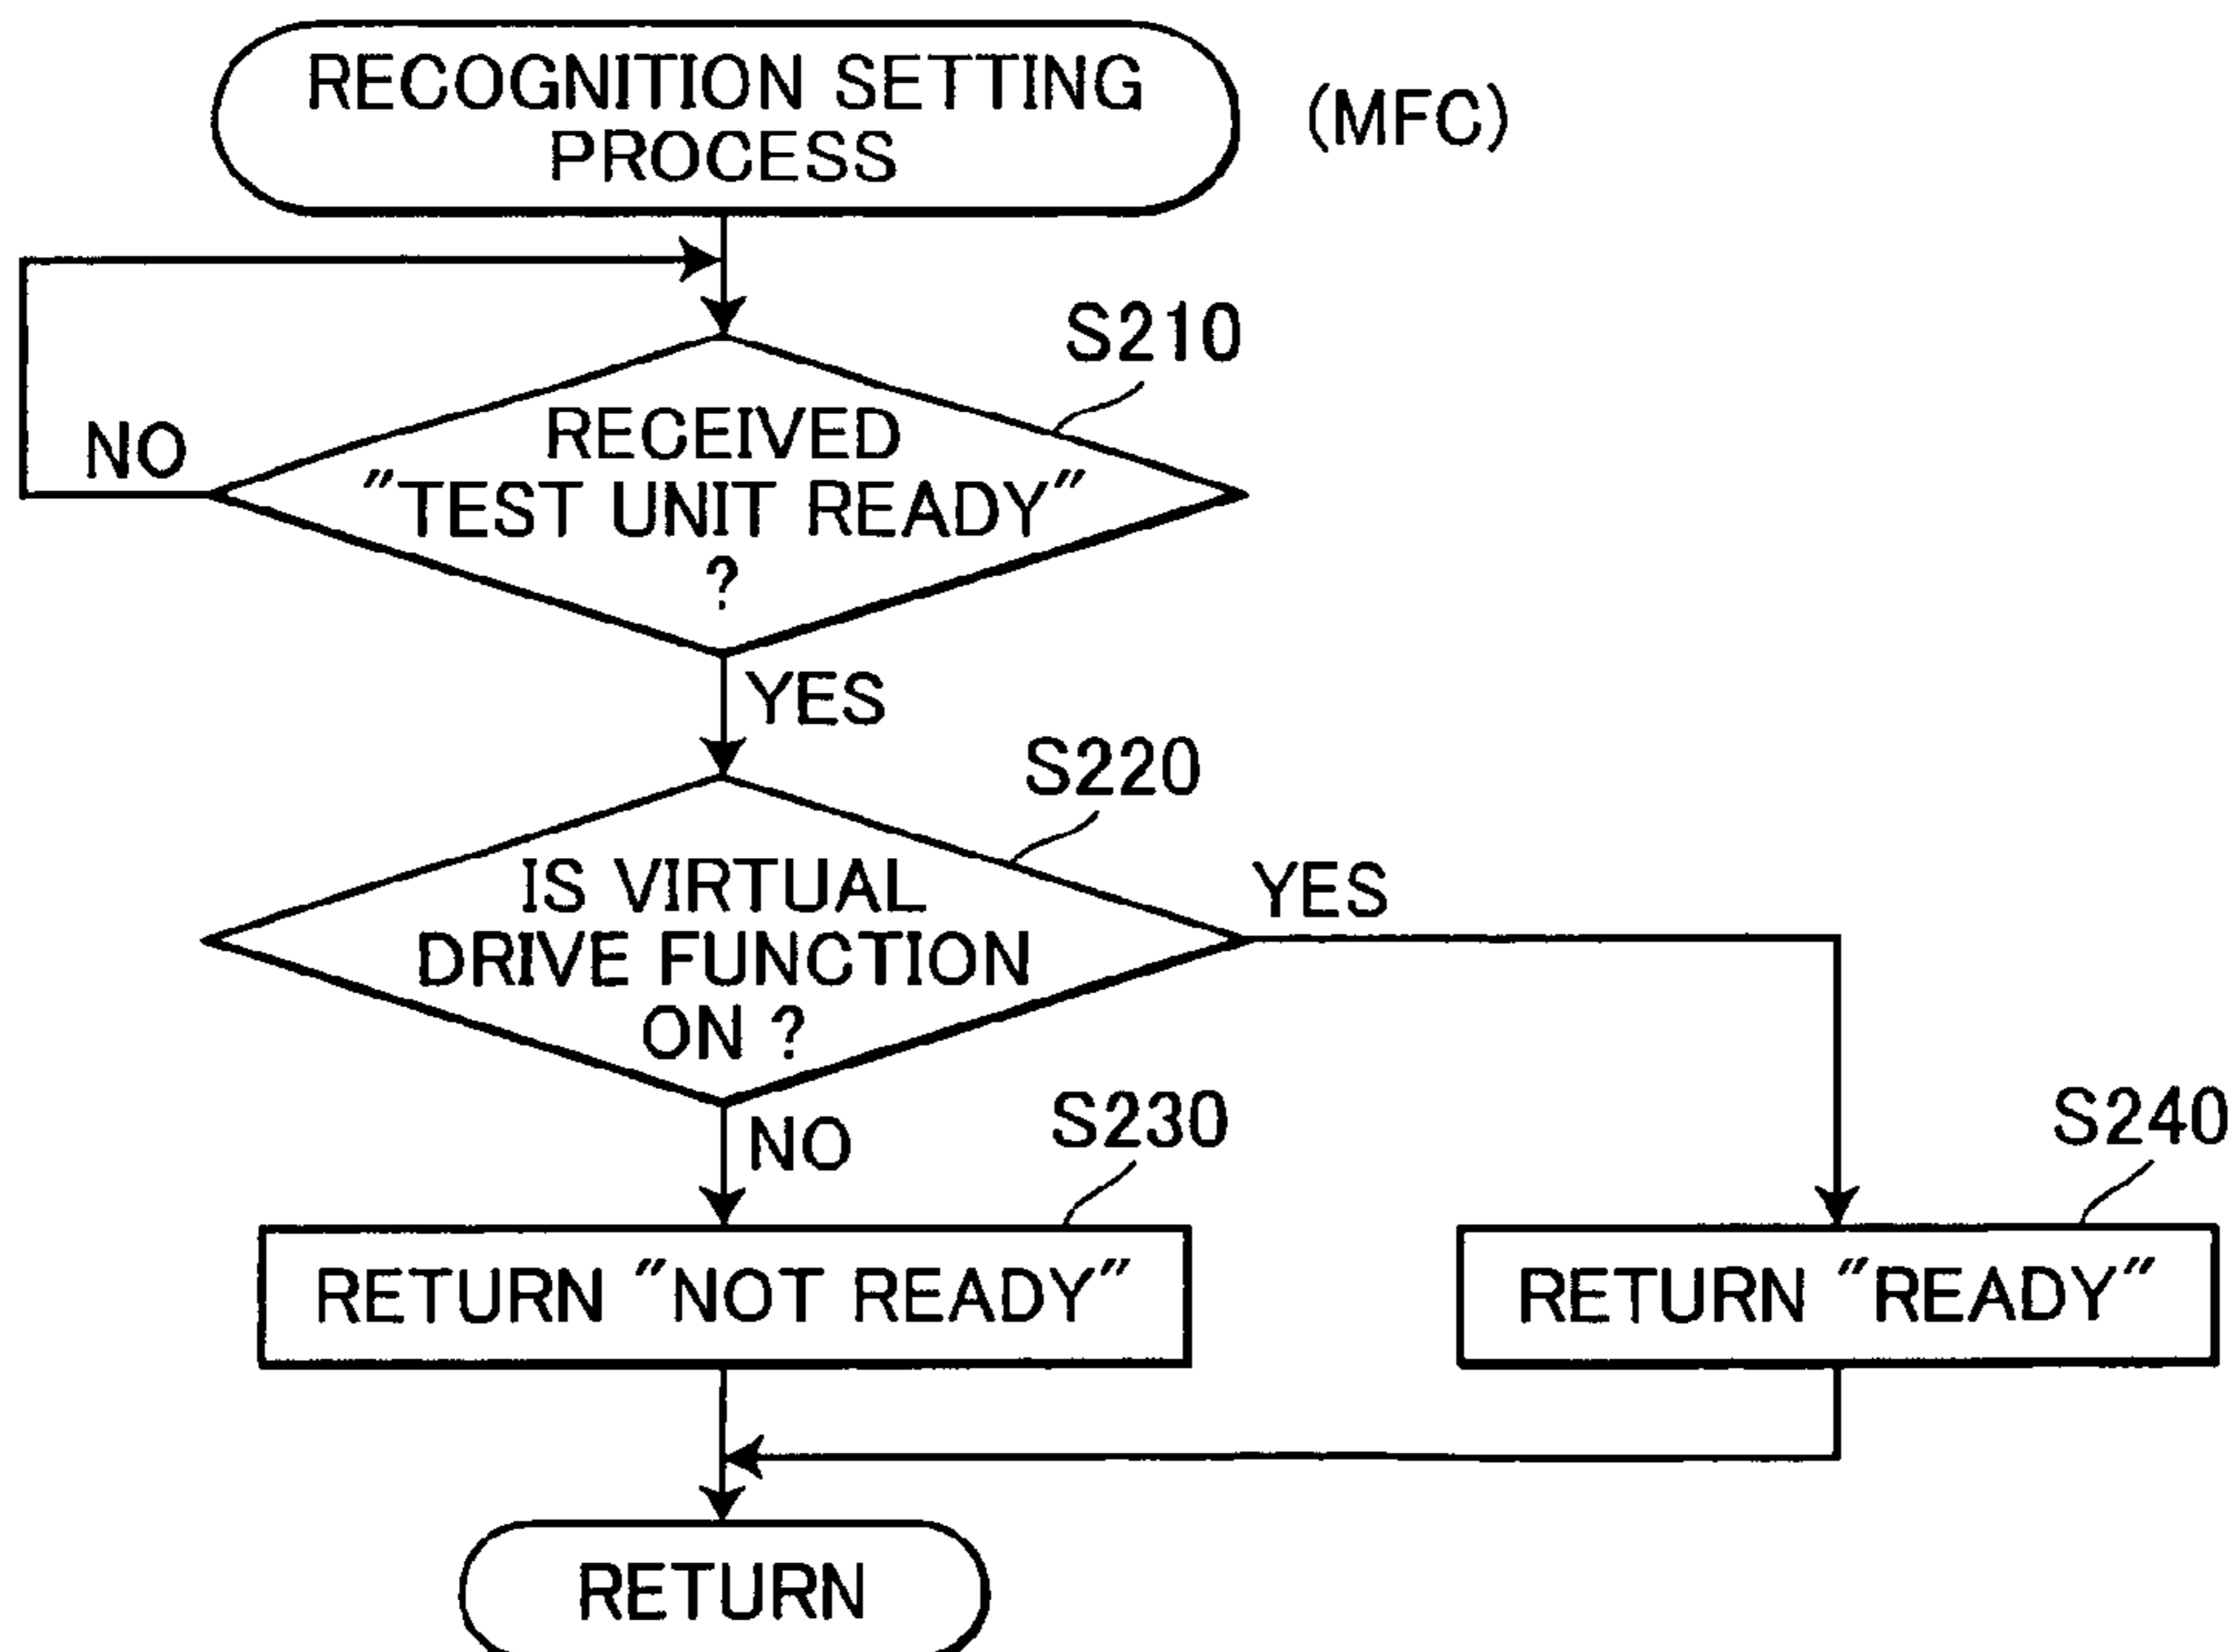 RECOGNITION SETTING
PROCESS
(MFC)
S210
RECEIVED
"TEST UNIT READY"
?
NO
YES
S220
IS VIRTUAL
DRIVE FUNCTION
ON ?
YES
NO
S230
S240
RETURN "NOT READY"
RETURN "READY"
RETURN